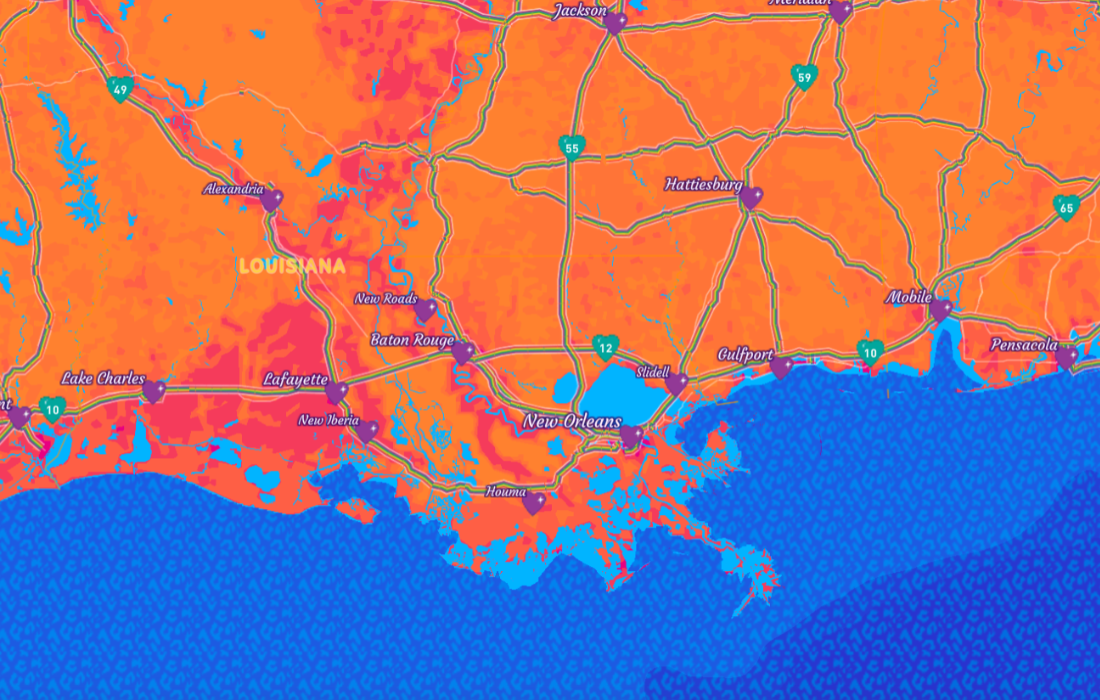 Jackson
Meridian
49
59
55
Alexandria
Hattiesburg
65
LOUISIANA
New Roads
Mobile
Baton Rouge
12
10
Pensacola
Gulfport
Slidell
Lake Charles
Lafayette
10
New Iberia
New Orleans
Houma